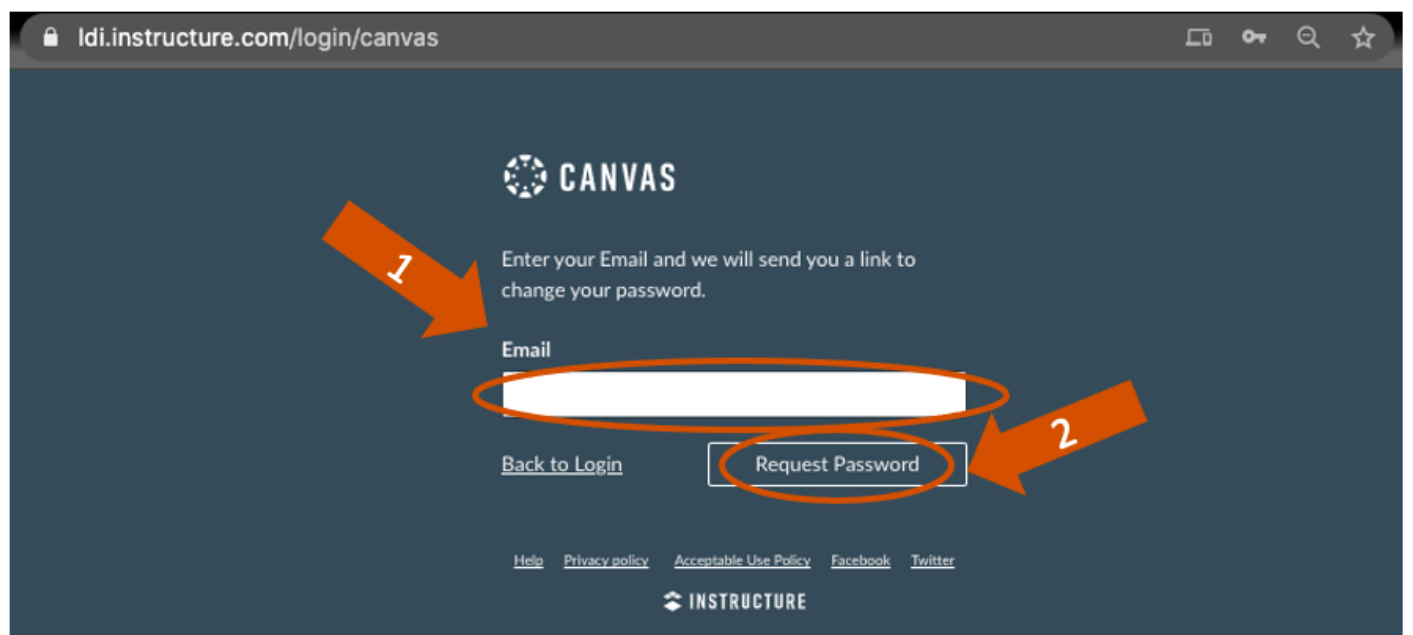 ldi.instructure.com/login/canvas
CANVAS
1
Enter your Email and we will send you a link to
change your password.
Email
2
Back to Login Request Password
Help Privacy policy Acceptable Use Policy Facebook Twitter
INSTRUCTURE